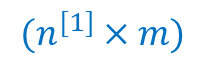 (n^[1] × m)